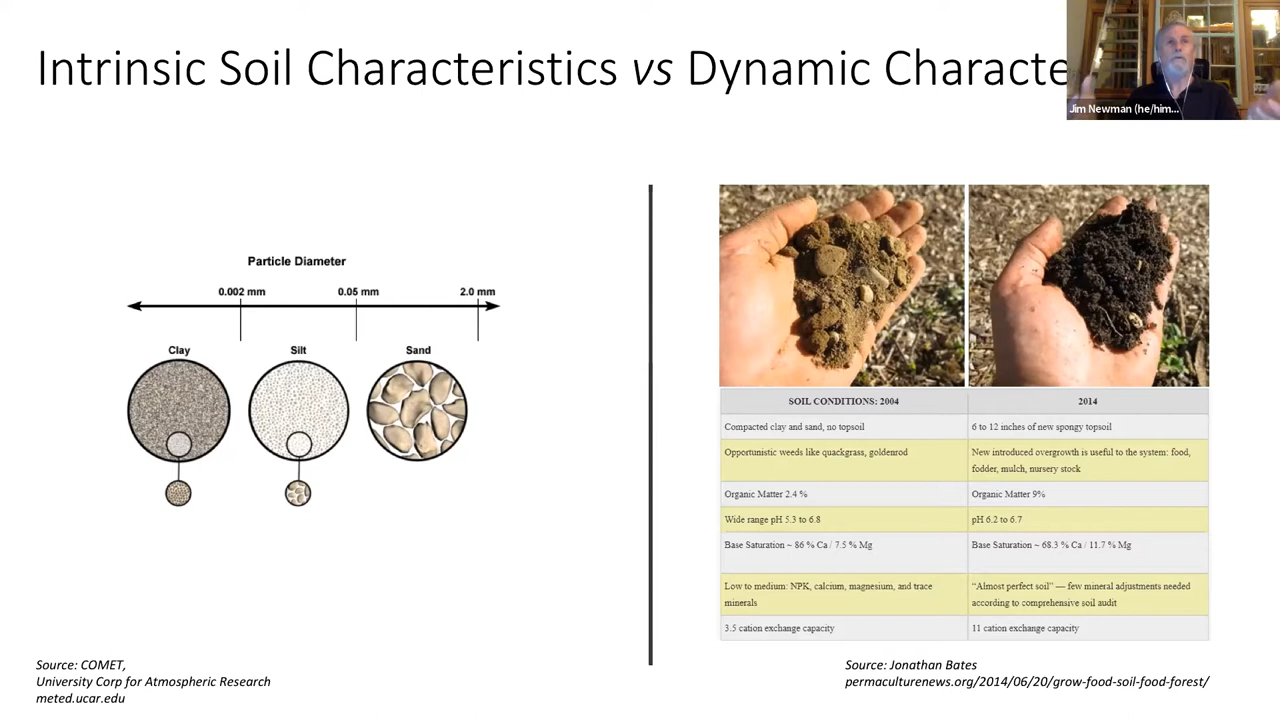 Intrinsic Soil Characteristics vs Dynamic Characte
Jim Newman (he/him...
Particle Diameter
0.002 mm 0.05 mm 2.0 mm
Clay Silt Sand
SOIL CONDITIONS: 2004 2014
Compacted clay and sand, no topsoil
6 to 12 inches of new spongy topsoil
Opportunistic weeds like quackgrass, goldenrod
New introduced overgrowth is useful to the system: food,
fodder, mulch, nursery stock
Organic Matter 2.4 %
Organic Matter 9%
Wide range pH 5.3 to 6.8
pH 6.2 to 6.7
Base Saturation ~ 86 % Ca / 7.5 % Mg
Base Saturation ~ 68.3 % Ca / 11.7 % Mg
Low to medium: NPK, calcium, magnesium, and trace
minerals
“Almost perfect soil” — few mineral adjustments needed
according to comprehensive soil audit
3.5 cation exchange capacity
11 cation exchange capacity
Source: COMET,
University Corp for Atmospheric Research
meted.ucar.edu
Source: Jonathan Bates
permaculturenews.org/2014/06/20/grow-food-soil-food-forest/